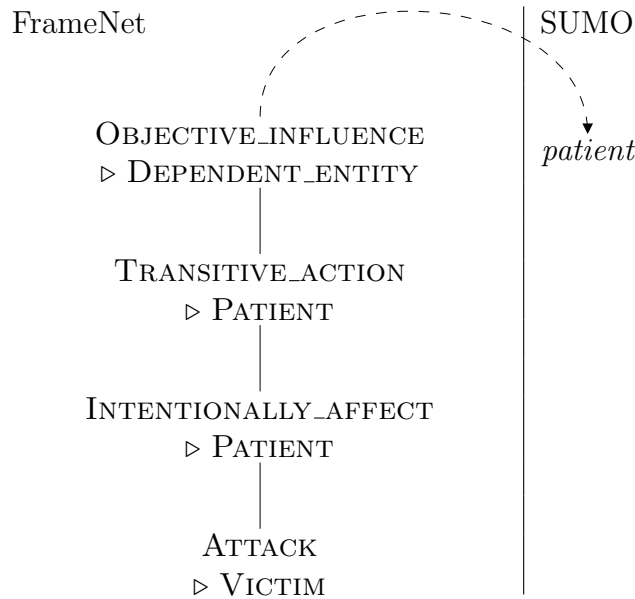 FrameNet
SUMO
OBJECTIVE_INFLUENCE
▷ DEPENDENT_ENTITY
patient
TRANSITIVE_ACTION
▷ PATIENT
INTENTIONALLY_AFFECT
▷ PATIENT
ATTACK
▷ VICTIM